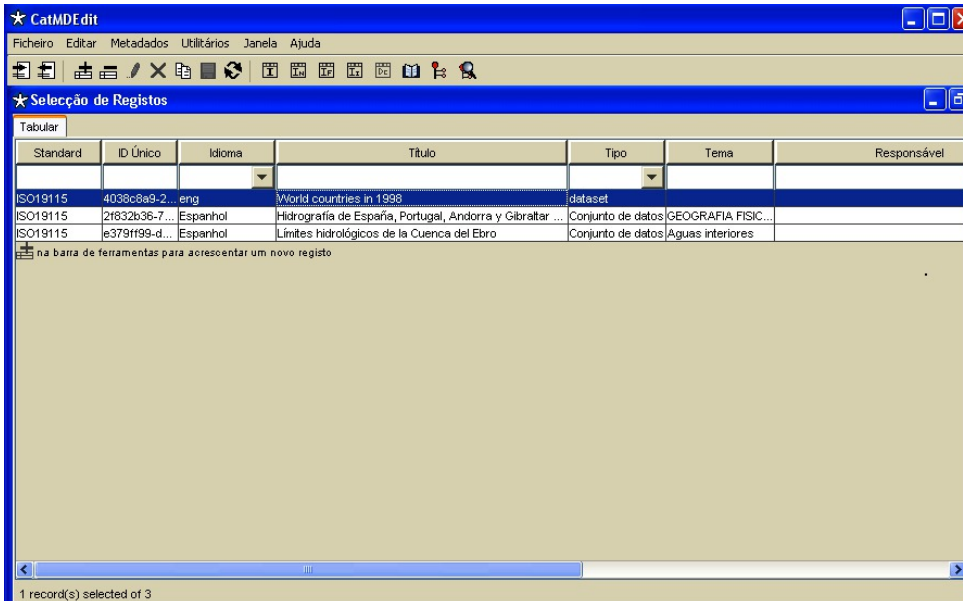 CatMDEdit
Ficheiro Editar Metadados Utilitários Janela Ajuda
Selecção de Registos
Tabular
Standard ID Único Idioma Título Tipo Tema Responsável
ISO19115 4038c8a9-2... eng World countries in 1998 dataset
ISO19115 2f832b36-7... Espanhol Hidrografía de España, Portugal, Andorra y Gibraltar ... Conjunto de datos GEOGRAFIA FISIC...
ISO19115 e379ff99-d... Espanhol Límites hidrológicos de la Cuenca del Ebro Conjunto de datos Aguas interiores
na barra de ferramentas para acrescentar um novo registo
1 record(s) selected of 3